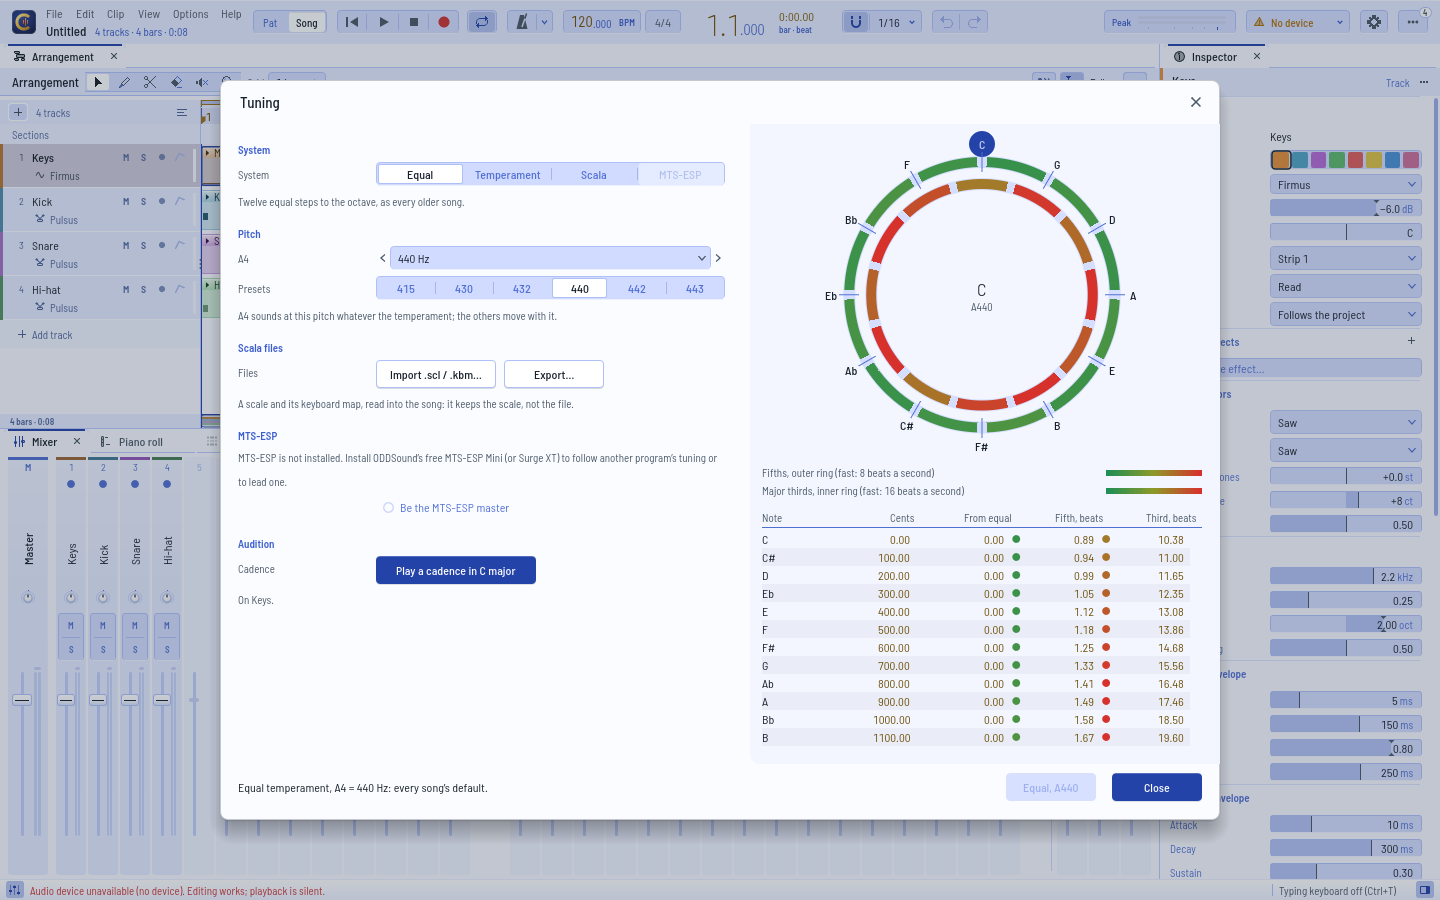 File Edit Clip View Options Help
Untitled 4 tracks · 4 bars · 0:08
Pat Song
120.000 BPM 4/4
1.1.000
0:00.00
bar · beat
1/16
Peak
No device
4
Arrangement
Inspector
Arrangement
Track
4 tracks
Sections
1 Keys M S
Firmus
2 Kick M S
Pulsus
3 Snare M S
Pulsus
4 Hi-hat M S
Pulsus
Add track
1
4 bars · 0:08
Mixer
Piano roll
M 1 2 3 4 5
Master
Keys
Kick
Snare
Hi-hat
M M M M
S S S S
Tuning
System
System Equal Temperament Scala MTS-ESP
Twelve equal steps to the octave, as every older song.
Pitch
A4 440 Hz
Presets 415 430 432 440 442 443
A4 sounds at this pitch whatever the temperament; the others move with it.
Scala files
Files Import .scl / .kbm... Export...
A scale and its keyboard map, read into the song: it keeps the scale, not the file.
MTS-ESP
MTS-ESP is not installed. Install ODDSound's free MTS-ESP Mini (or Surge XT) to follow another program's tuning or
to lead one.
Be the MTS-ESP master
Audition
Cadence Play a cadence in C major
On Keys.
Equal temperament, A4 = 440 Hz: every song's default.
C
F G
Bb D
Eb A
Ab E
C# B
F#
C
A440
Fifths, outer ring (fast: 8 beats a second)
Major thirds, inner ring (fast: 16 beats a second)
Note Cents From equal Fifth, beats Third, beats
C 0.00 0.00 0.89 10.38
C# 100.00 0.00 0.94 11.00
D 200.00 0.00 0.99 11.65
Eb 300.00 0.00 1.05 12.35
E 400.00 0.00 1.12 13.08
F 500.00 0.00 1.18 13.86
F# 600.00 0.00 1.25 14.68
G 700.00 0.00 1.33 15.56
Ab 800.00 0.00 1.41 16.48
A 900.00 0.00 1.49 17.46
Bb 1000.00 0.00 1.58 18.50
B 1100.00 0.00 1.67 19.60
Equal, A440
Close
Keys
Firmus
−6.0 dB
C
Strip 1
Read
Follows the project
Saw
Saw
+0.0 st
+8 ct
0.50
2.2 kHz
0.25
2.00 oct
0.50
5 ms
150 ms
0.80
250 ms
Attack 10 ms
Decay 300 ms
Sustain 0.30
Audio device unavailable (no device). Editing works; playback is silent.
Typing keyboard off (Ctrl+T)